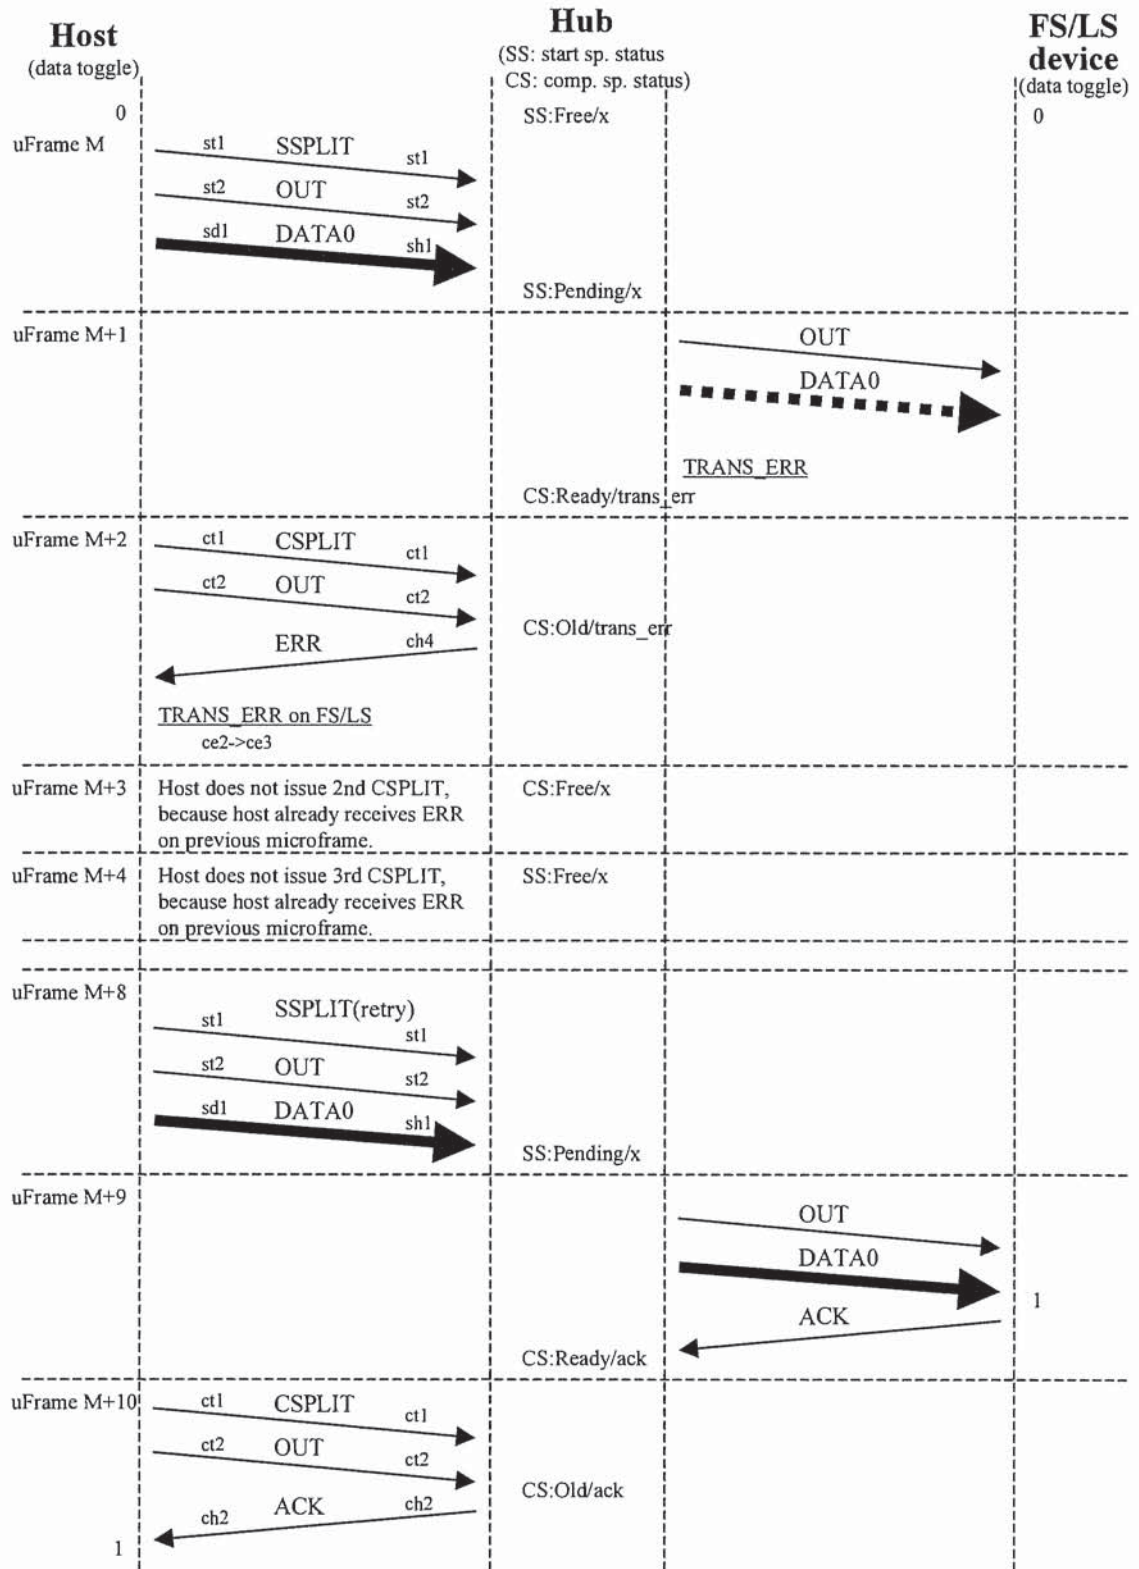 Host
(data toggle)
Hub
(SS: start sp. status
CS: comp. sp. status)
FS/LS
device
(data toggle)
0
SS:Free/x
0
uFrame M
st1 SSPLIT st1
st2 OUT st2
sd1 DATA0 sh1
SS:Pending/x
uFrame M+1
OUT
DATA0
TRANS_ERR
CS:Ready/trans_err
uFrame M+2
ct1 CSPLIT ct1
ct2 OUT ct2
CS:Old/trans_err
ERR ch4
TRANS_ERR on FS/LS
ce2->ce3
uFrame M+3
Host does not issue 2nd CSPLIT,
because host already receives ERR
on previous microframe.
CS:Free/x
uFrame M+4
Host does not issue 3rd CSPLIT,
because host already receives ERR
on previous microframe.
SS:Free/x
uFrame M+8
SSPLIT(retry)
st1 st1
st2 OUT st2
sd1 DATA0 sh1
SS:Pending/x
uFrame M+9
OUT
DATA0
1
ACK
CS:Ready/ack
uFrame M+10
ct1 CSPLIT ct1
ct2 OUT ct2
CS:Old/ack
ch2 ACK ch2
1